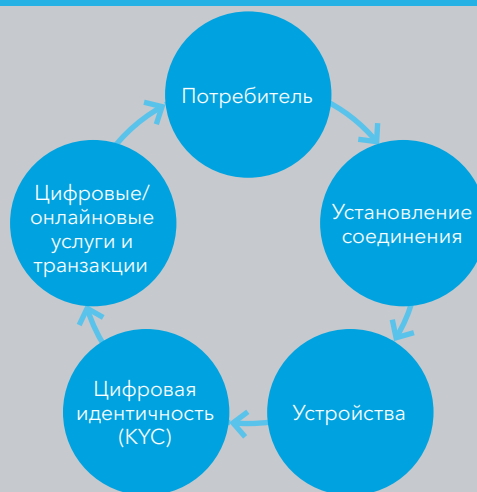 Потребитель
Установление
соединения
Устройства
Цифровая
идентичность
(KYC)
Цифровые/
онлайновые
услуги и
транзакции